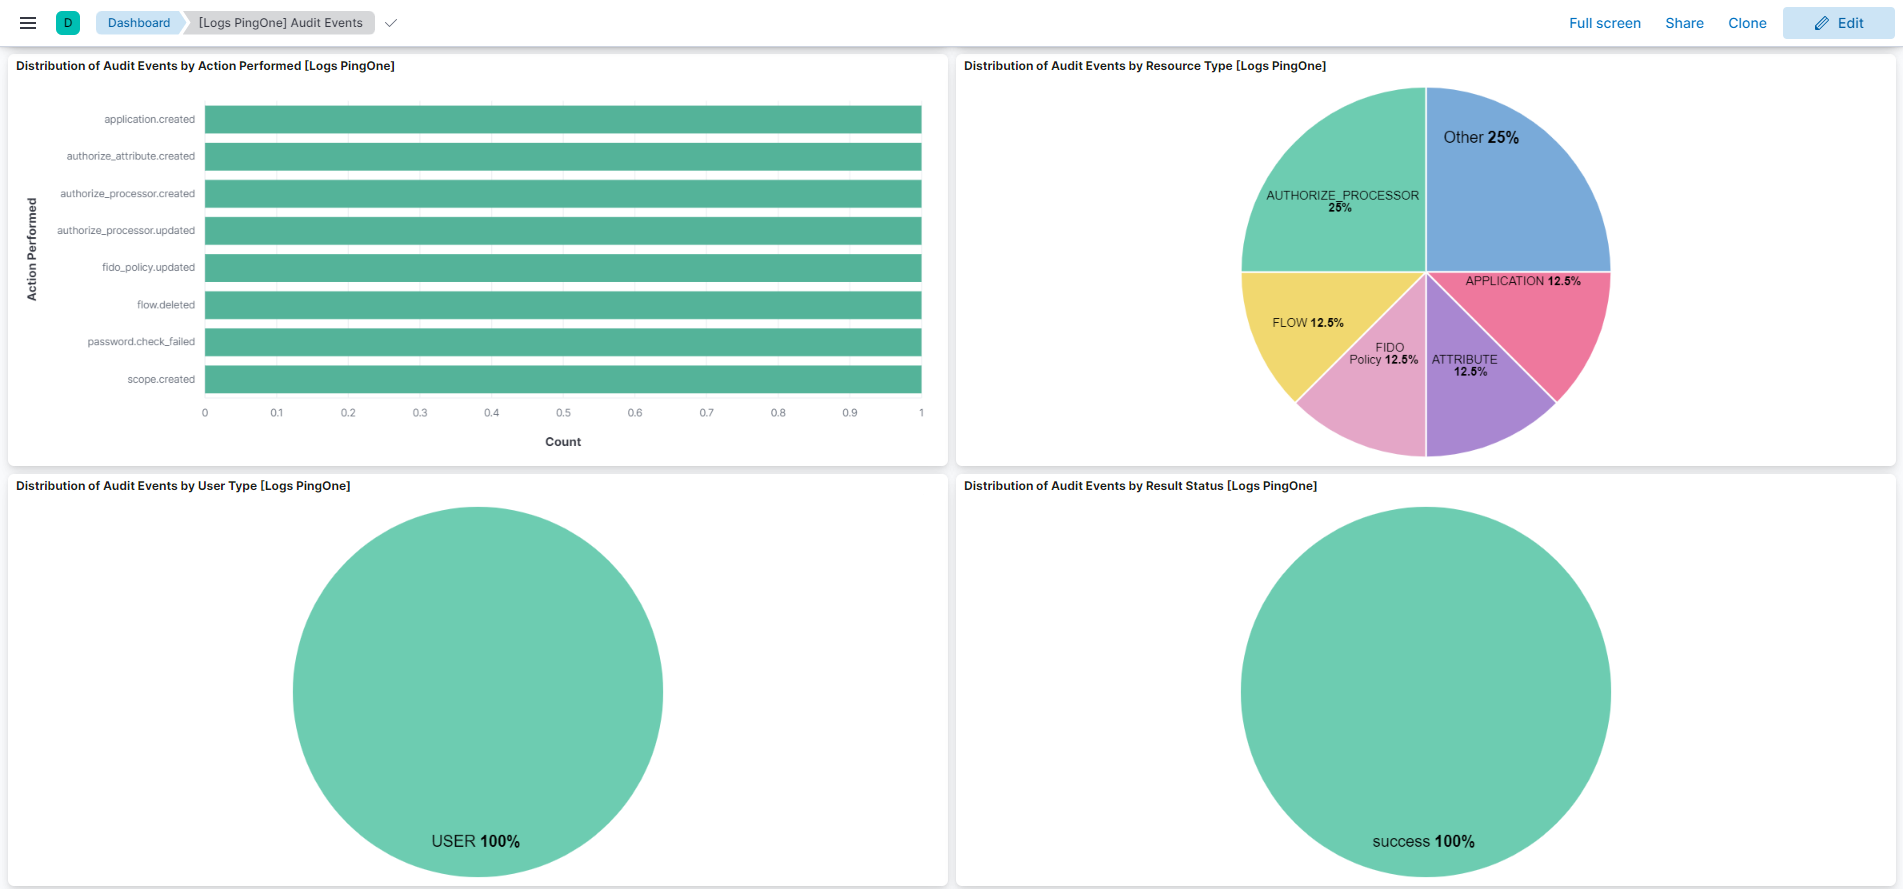 D
Dashboard
[Logs PingOne] Audit Events
Full screen
Share
Clone
Edit
Distribution of Audit Events by Action Performed [Logs PingOne]
Action Performed
application.created
authorize_attribute.created
authorize_processor.created
authorize_processor.updated
fido_policy.updated
flow.deleted
password.check_failed
scope.created
0 0.1 0.2 0.3 0.4 0.5 0.6 0.7 0.8 0.9 1
Count
Distribution of Audit Events by Resource Type [Logs PingOne]
Other 25%
AUTHORIZE_PROCESSOR
25%
APPLICATION 12.5%
FLOW 12.5%
FIDO
Policy 12.5%
ATTRIBUTE
12.5%
Distribution of Audit Events by User Type [Logs PingOne]
USER 100%
Distribution of Audit Events by Result Status [Logs PingOne]
success 100%